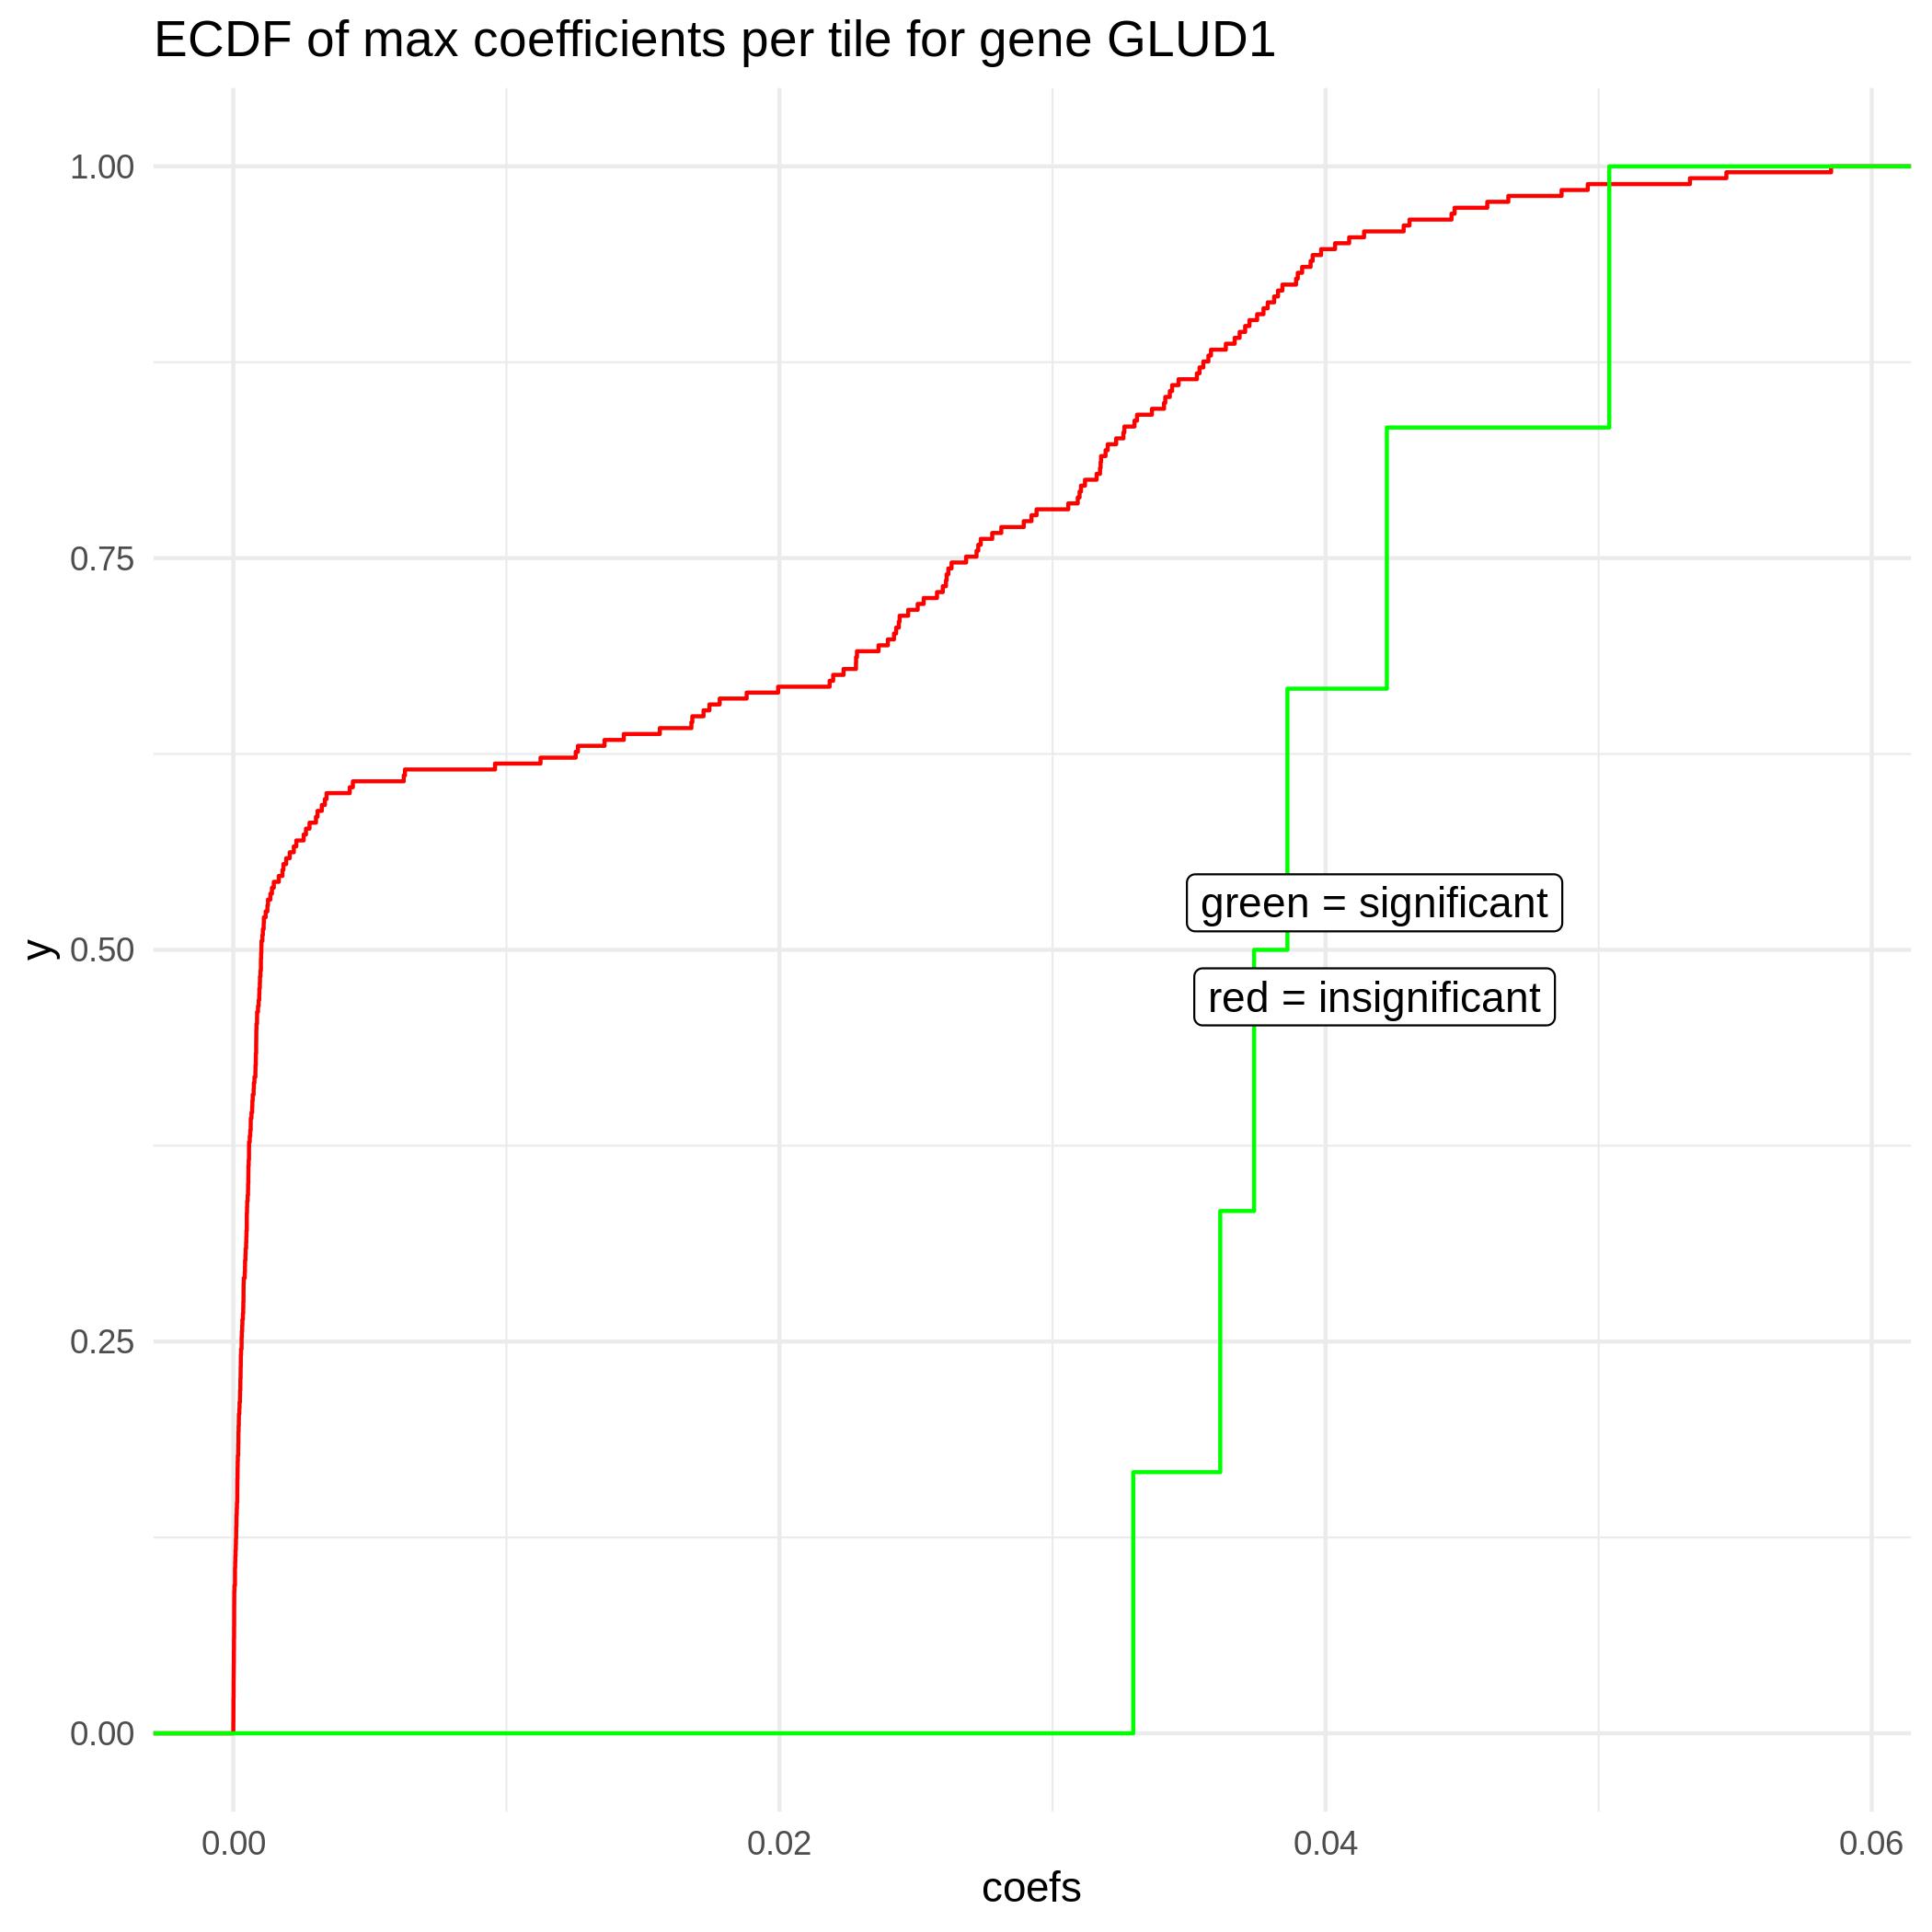 ECDF of max coefficients per tile for gene GLUD1
1.00
0.75
0.50
0.25
0.00
y
green = significant
red = insignificant
0.00
0.02
0.04
0.06
coefs